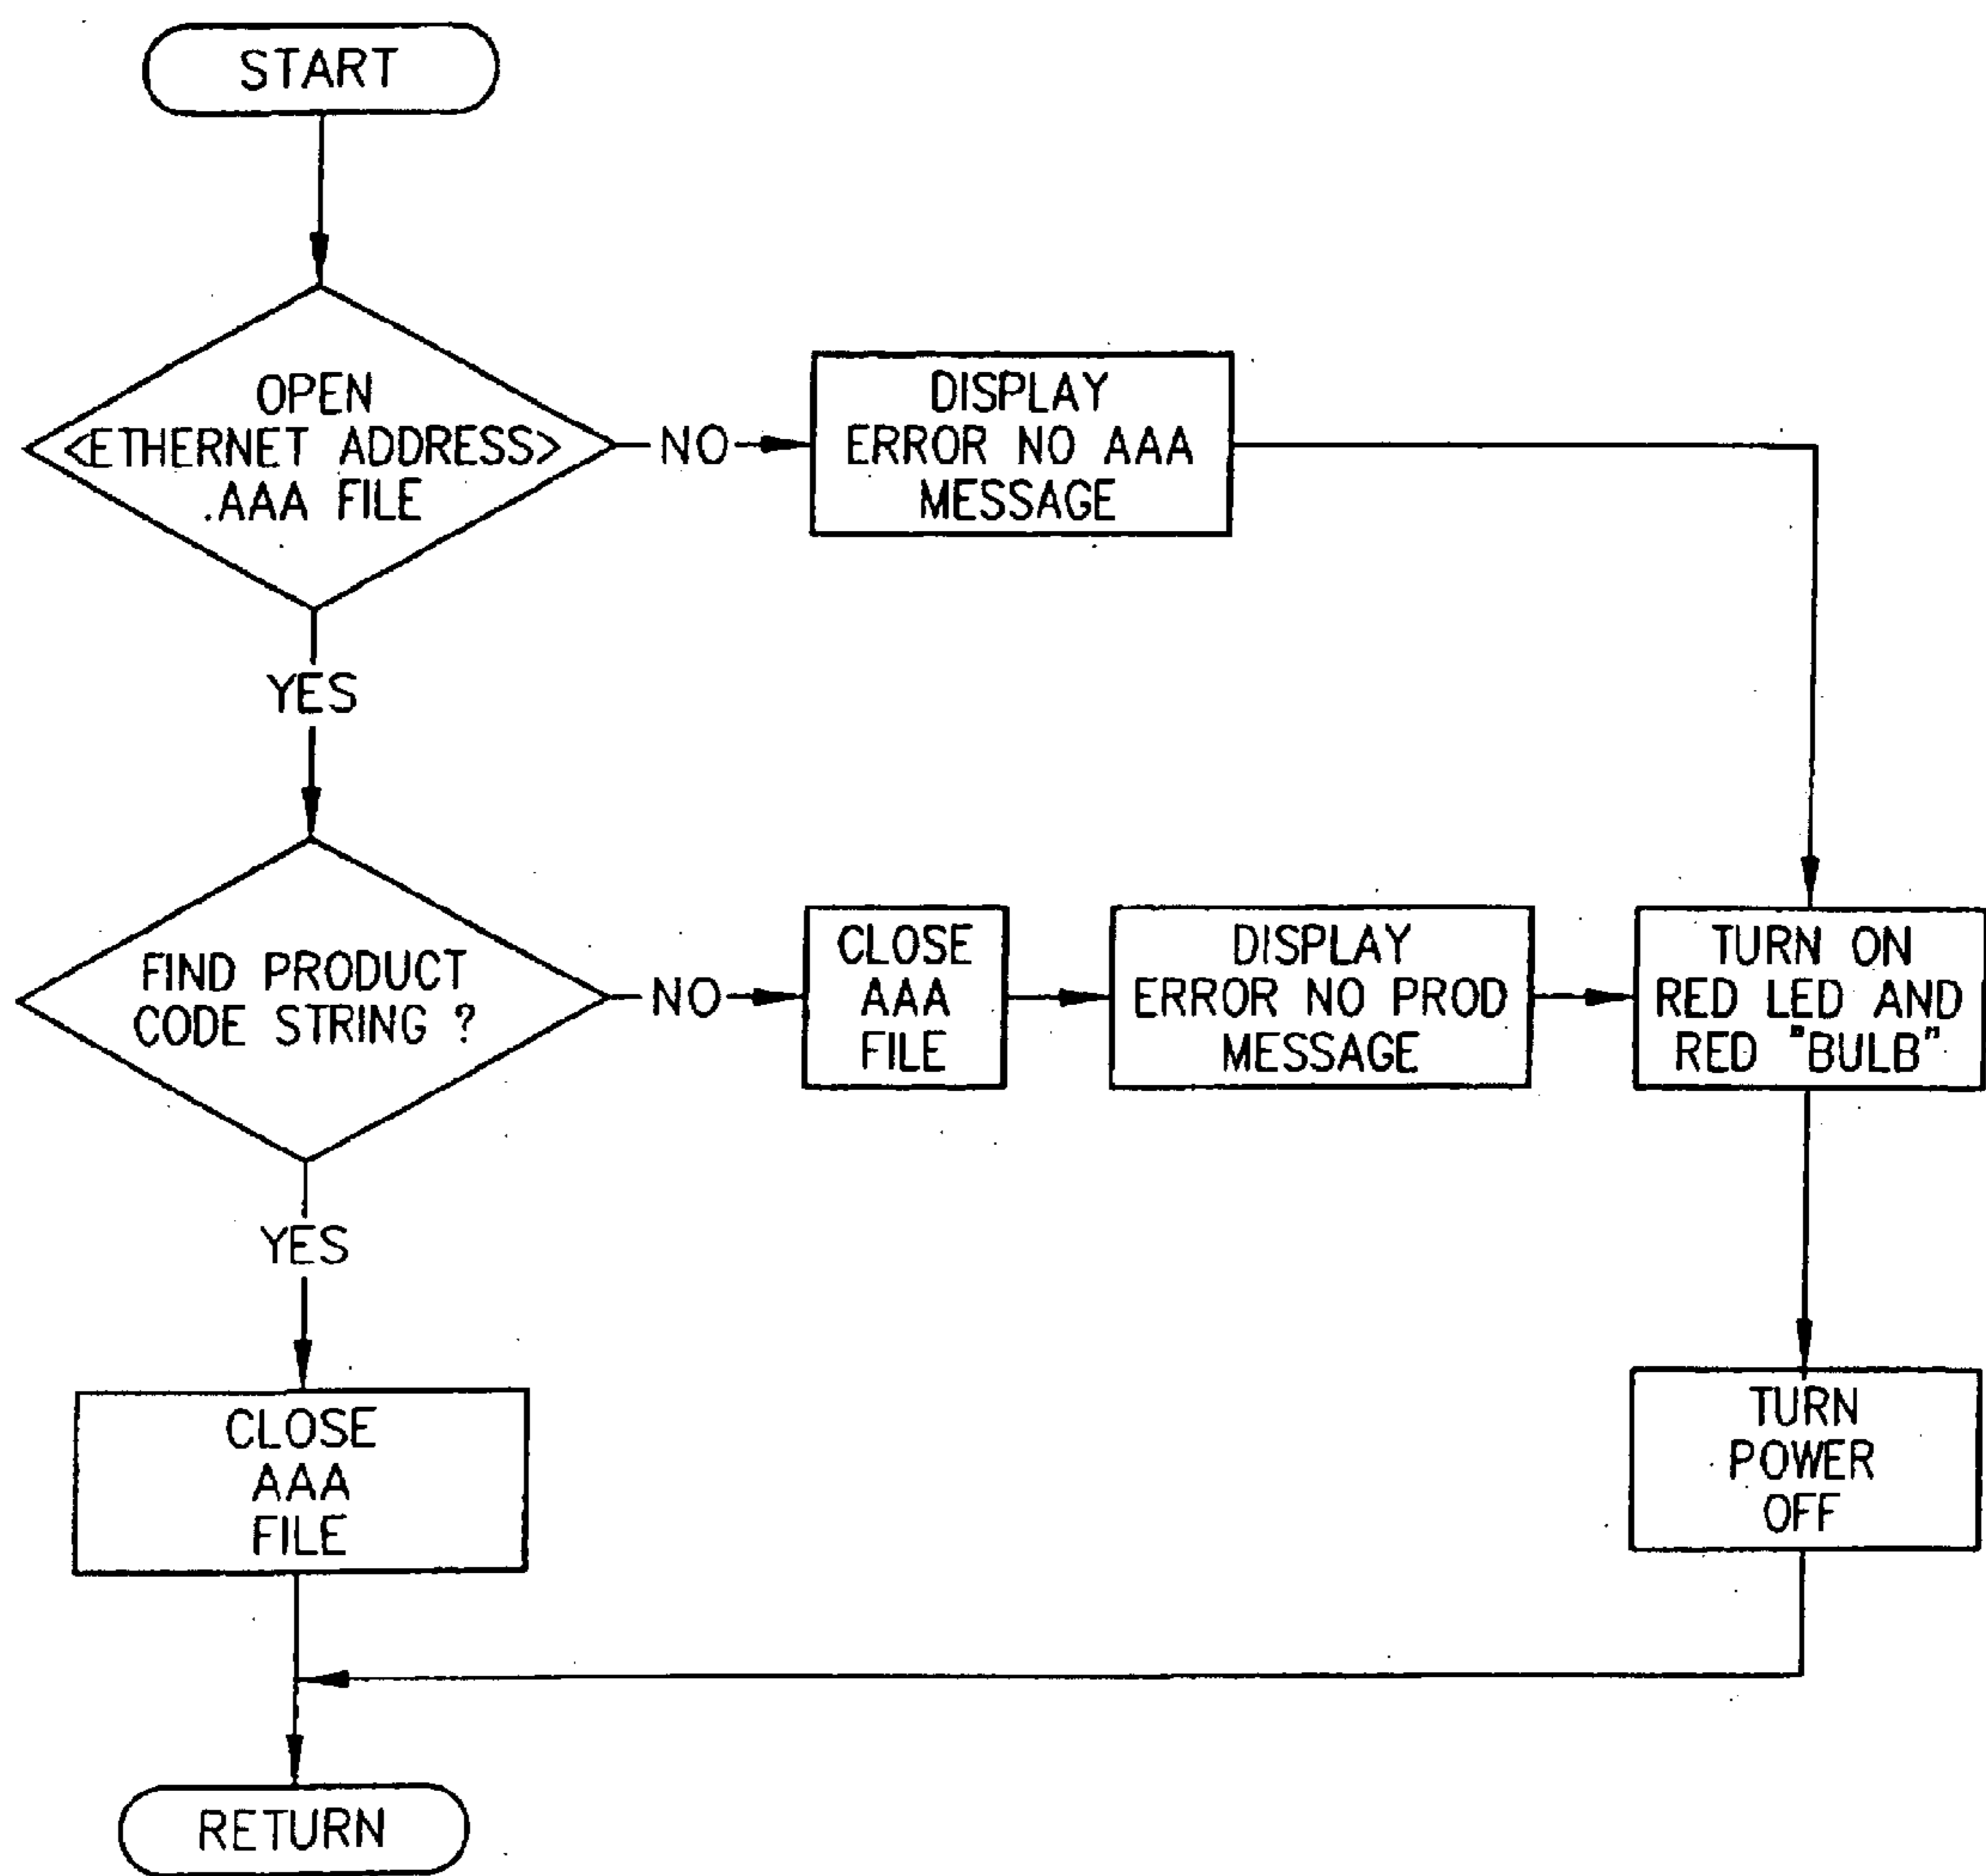 START
OPEN
<ETHERNET ADDRESS>
.AAA FILE
NO
DISPLAY
ERROR NO AAA
MESSAGE
YES
FIND PRODUCT
CODE STRING ?
NO
CLOSE
AAA
FILE
DISPLAY
ERROR NO PROD
MESSAGE
TURN ON
RED LED AND
RED "BULB"
YES
CLOSE
AAA
FILE
TURN
POWER
OFF
RETURN